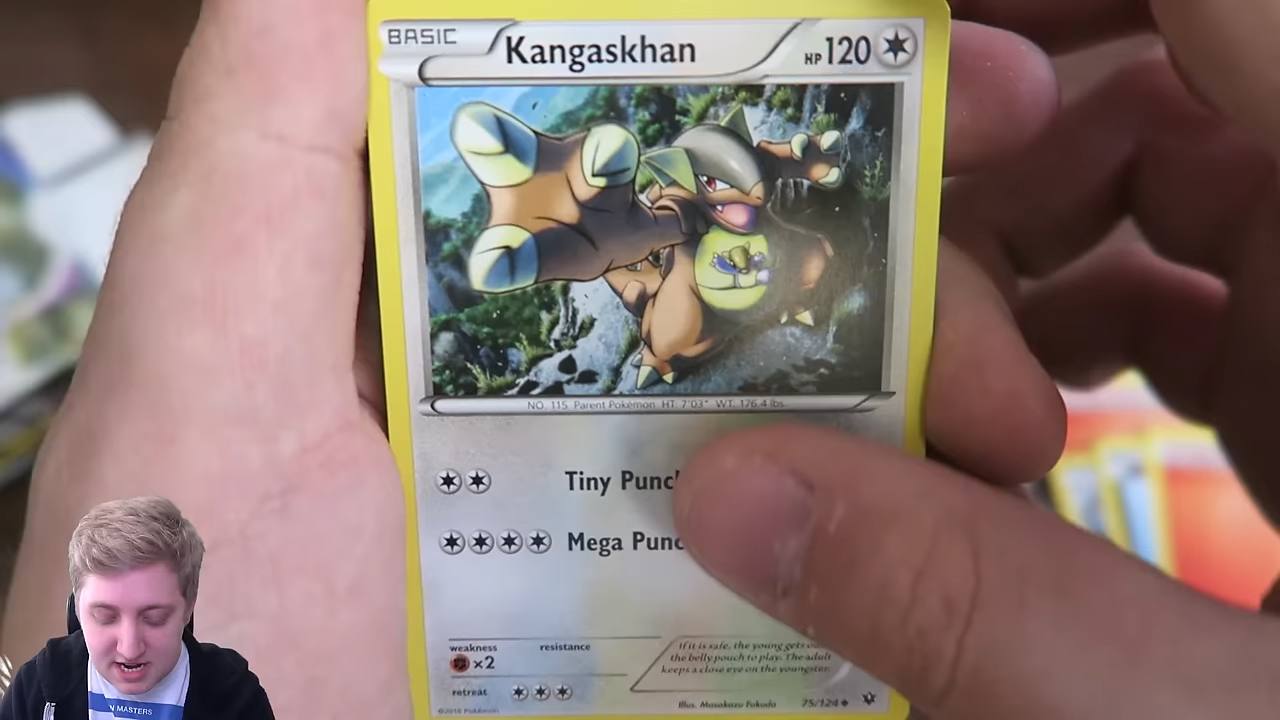 BASIC
Kangaskhan
HP 120
NO. 115 Parent Pokémon HT: 7'03" WT: 176.4 lbs.
Tiny Punch
Mega Punc
weakness
resistance
×2
retreat
If it is safe, the young gets
the belly pouch to play. The adult
keeps a close eye on the youngster.
Illus. Masakazu Fukuda
75/124
©2016 Pokémon
MASTERS